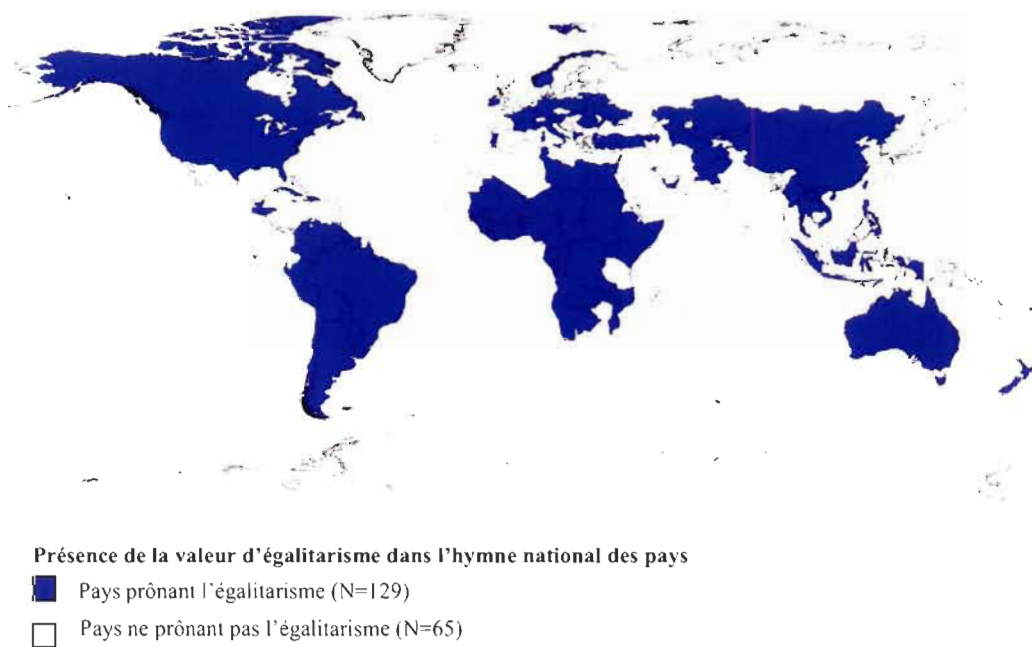 Présence de la valeur d'égalitarisme dans l'hymne national des pays
Pays prônant l'égalitarisme (N=129)
Pays ne prônant pas l'égalitarisme (N=65)